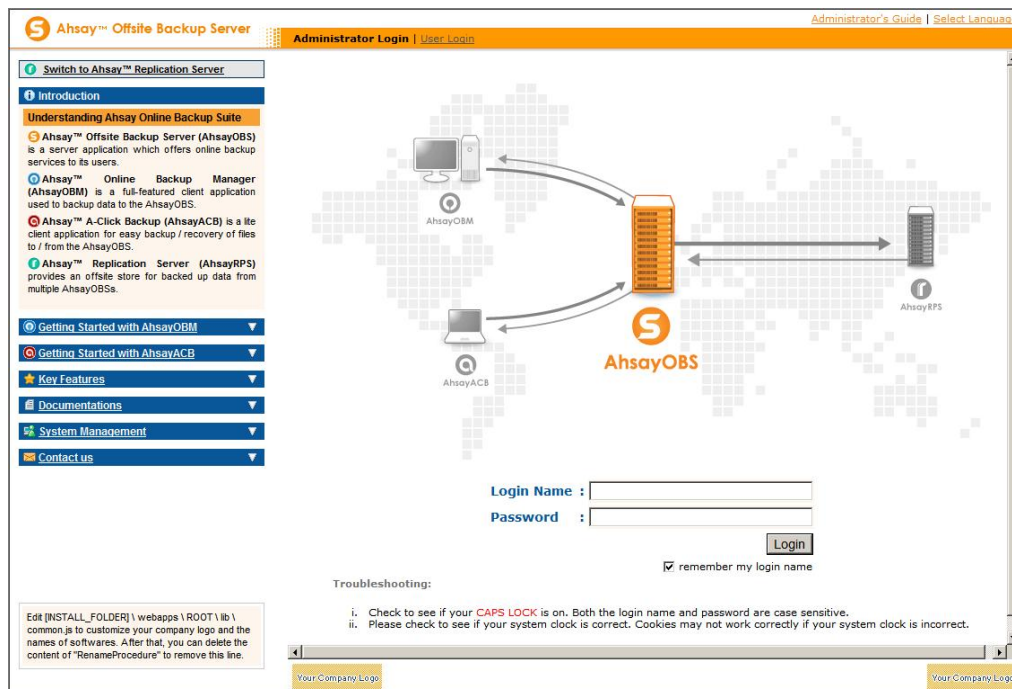 Ahsay™ Offsite Backup Server
Administrator's Guide | Select Languag
Administrator Login | User Login
Switch to Ahsay™ Replication Server
Introduction
Understanding Ahsay Online Backup Suite
Ahsay™ Offsite Backup Server (AhsayOBS)
is a server application which offers online backup
services to its users.
Ahsay™ Online Backup Manager
(AhsayOBM) is a full-featured client application
used to backup data to the AhsayOBS.
Ahsay™ A-Click Backup (AhsayACB) is a lite
client application for easy backup / recovery of files
to / from the AhsayOBS.
Ahsay™ Replication Server (AhsayRPS)
provides an offsite store for backed up data from
multiple AhsayOBSs.
Getting Started with AhsayOBM
Getting Started with AhsayACB
Key Features
Documentations
System Management
Contact us
AhsayOBM
AhsayACB
AhsayOBS
AhsayRPS
Login Name :
Password :
Login
remember my login name
Troubleshooting:
i. Check to see if your CAPS LOCK is on. Both the login name and password are case sensitive.
ii. Please check to see if your system clock is correct. Cookies may not work correctly if your system clock is incorrect.
Edit [INSTALL_FOLDER] \ webapps \ ROOT \ lib \
common.js to customize your company logo and the
names of softwares. After that, you can delete the
content of "RenameProcedure" to remove this line.
Your Company Logo
Your Company Logo